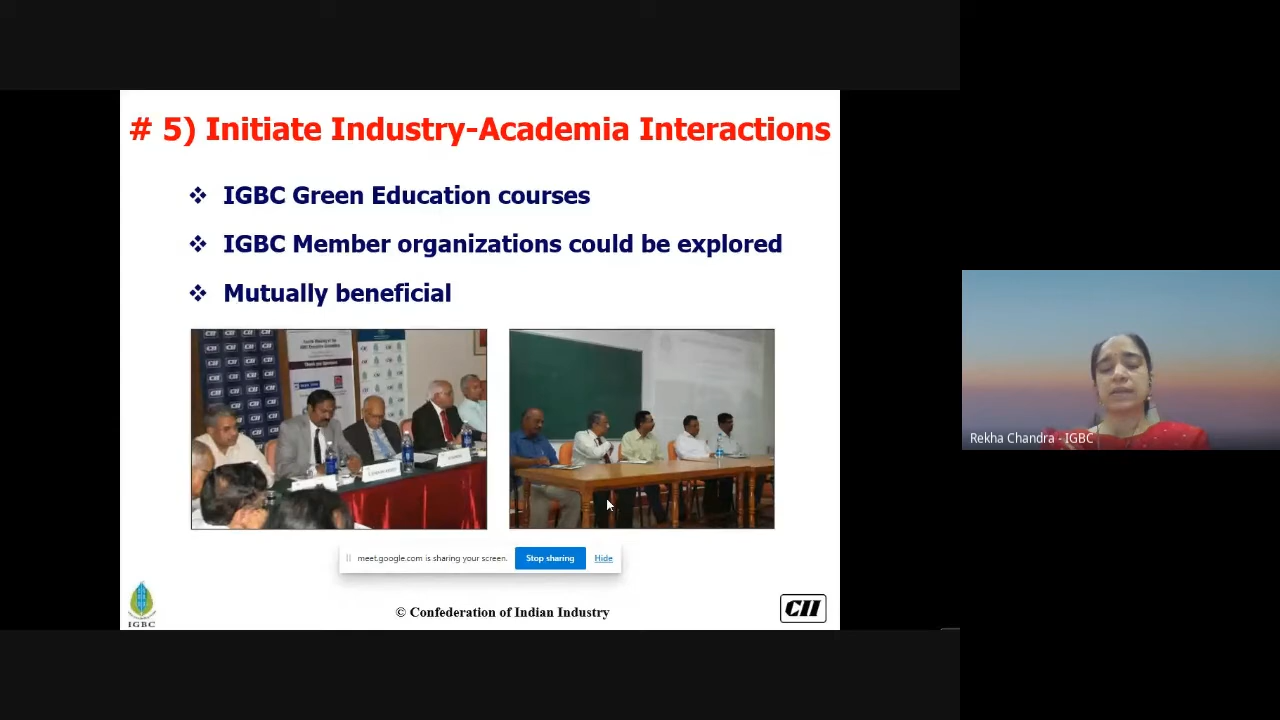 # 5) Initiate Industry-Academia Interactions
❖ IGBC Green Education courses
❖ IGBC Member organizations could be explored
❖ Mutually beneficial
CII
meet.google.com is sharing your screen.
Stop sharing
Hide
IGBC
© Confederation of Indian Industry
CII
Rekha Chandra - IGBC